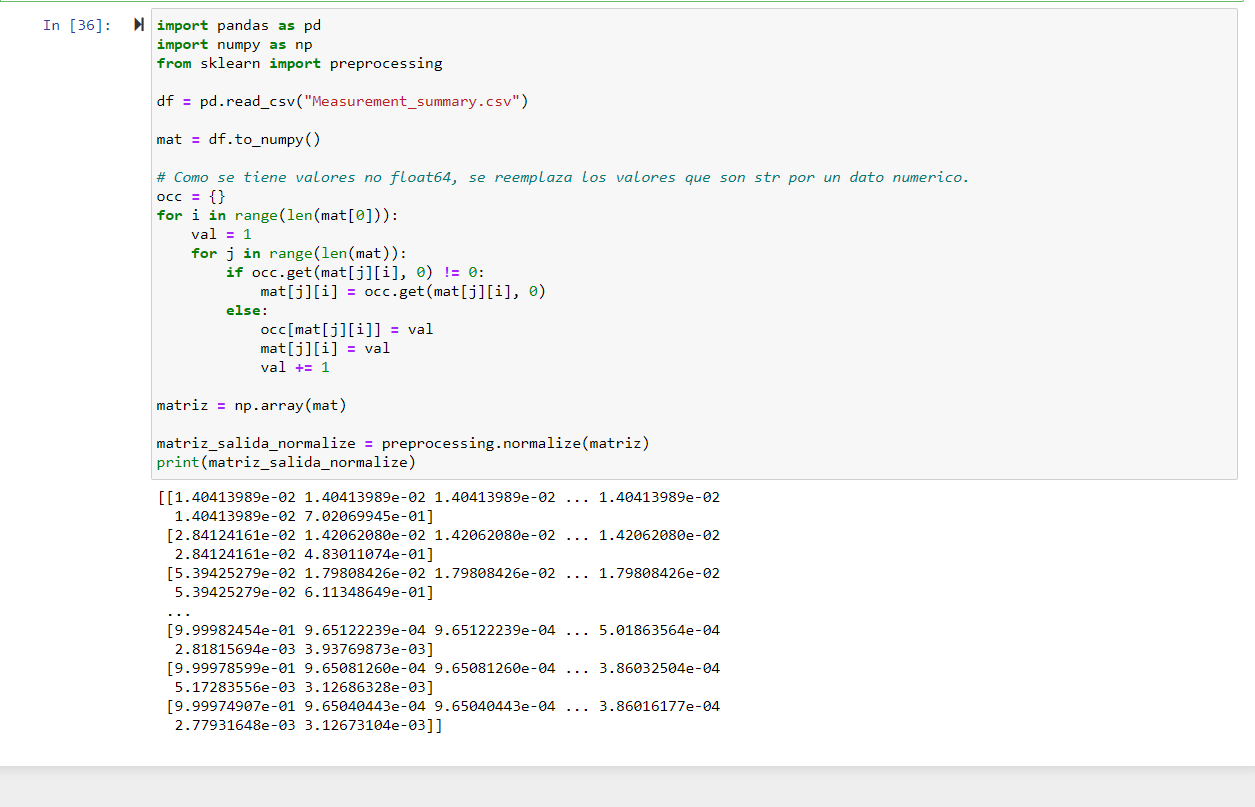 In [36]:
import pandas as pd
import numpy as np
from sklearn import preprocessing
df = pd.read_csv("Measurement_summary.csv")
mat = df.to_numpy()
# Como se tiene valores no float64, se reemplaza los valores que son str por un dato numerico.
occ = {}
for i in range(len(mat[0])):
    val = 1
    for j in range(len(mat)):
        if occ.get(mat[j][i], 0) != 0:
            mat[j][i] = occ.get(mat[j][i], 0)
        else:
            occ[mat[j][i]] = val
            mat[j][i] = val
            val += 1
matriz = np.array(mat)
matriz_salida_normalize = preprocessing.normalize(matriz)
print(matriz_salida_normalize)
[[1.40413989e-02 1.40413989e-02 1.40413989e-02 ... 1.40413989e-02
  1.40413989e-02 7.02069945e-01]
 [2.84124161e-02 1.42062080e-02 1.42062080e-02 ... 1.42062080e-02
  2.84124161e-02 4.83011074e-01]
 [5.39425279e-02 1.79808426e-02 1.79808426e-02 ... 1.79808426e-02
  5.39425279e-02 6.11348649e-01]
 ...
 [9.99982454e-01 9.65122239e-04 9.65122239e-04 ... 5.01863564e-04
  2.81815694e-03 3.93769873e-03]
 [9.99978599e-01 9.65081260e-04 9.65081260e-04 ... 3.86032504e-04
  5.17283556e-03 3.12686328e-03]
 [9.99974907e-01 9.65040443e-04 9.65040443e-04 ... 3.86016177e-04
  2.77931648e-03 3.12673104e-03]]